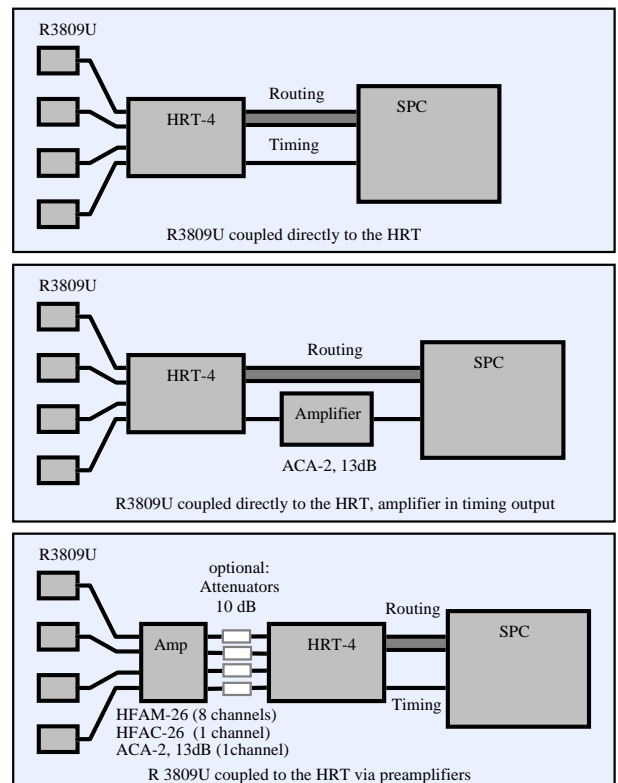 R3809U
Routing
SPC
HRT-4
Timing
R3809U coupled directly to the HRT
R3809U
Routing
SPC
HRT-4
Amplifier
ACA-2, 13dB
R3809U coupled directly to the HRT, amplifier in timing output
R3809U
optional:
Attenuators
10 dB
Routing
SPC
Amp
HRT-4
Timing
HFAM-26 (8 channels)
HFAC-26 (1 channel)
ACA-2, 13dB (1channel)
R 3809U coupled to the HRT via preamplifiers